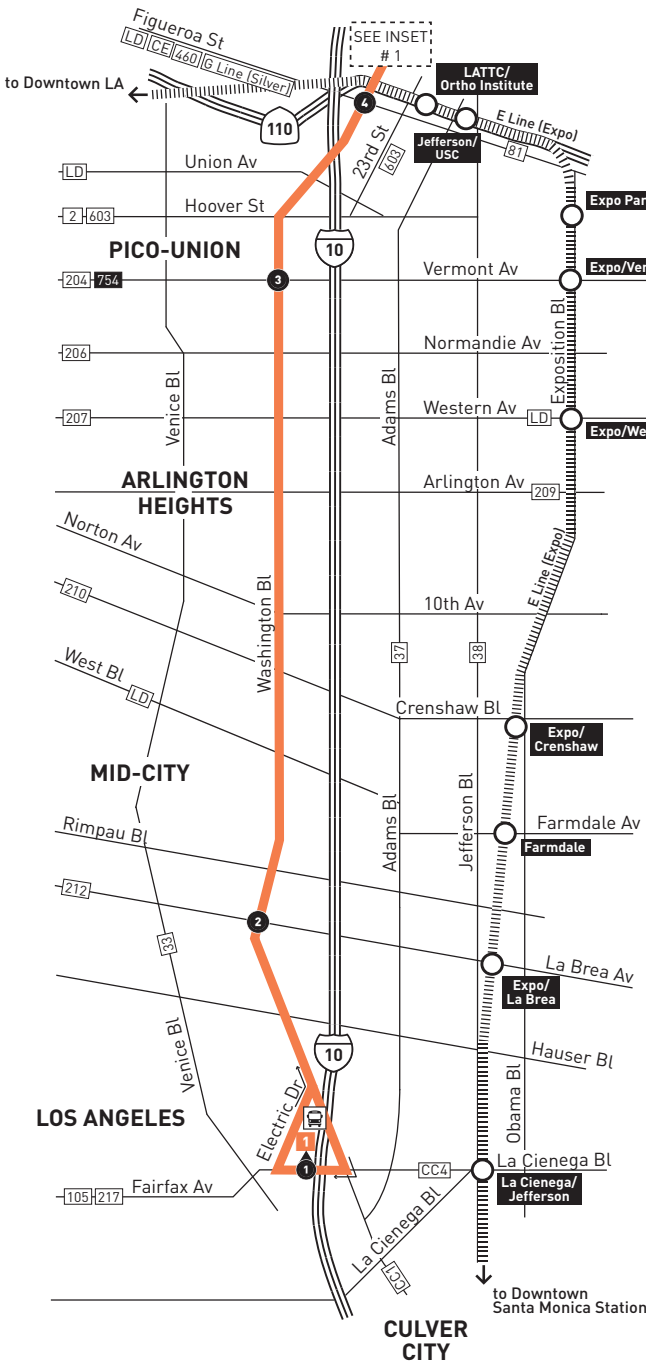 Figueroa St
LD CE 460 G Line (Silver)
SEE INSET
# 1
to Downtown LA
110
4
LATTC/
Ortho Institute
E Line (Expo)
Jefferson/
USC
81
23rd St
603
LD
Union Av
2 603
Hoover St
Expo Par
PICO-UNION
10
204 754
3
Vermont Av
Expo/Ver
Exposition Bl
206
Normandie Av
Venice Bl
Adams Bl
207
Western Av
LD
Expo/We
ARLINGTON
HEIGHTS
Arlington Av
209
Norton Av
E Line (Expo)
210
Washington Bl
10th Av
West Bl
LD
37
38
Crenshaw Bl
Expo/
Crenshaw
MID-CITY
Rimpau Bl
Adams Bl
Jefferson Bl
Farmdale Av
Farmdale
212
2
33
La Brea Av
Expo/
La Brea
Venice Bl
10
Hauser Bl
Obama Bl
LOS ANGELES
Electric Dr
1
1
CC4
La Cienega Bl
La Cienega/
Jefferson
105 217
Fairfax Av
La Cienega Bl
CC1
to Downtown
Santa Monica Station
CULVER
CITY